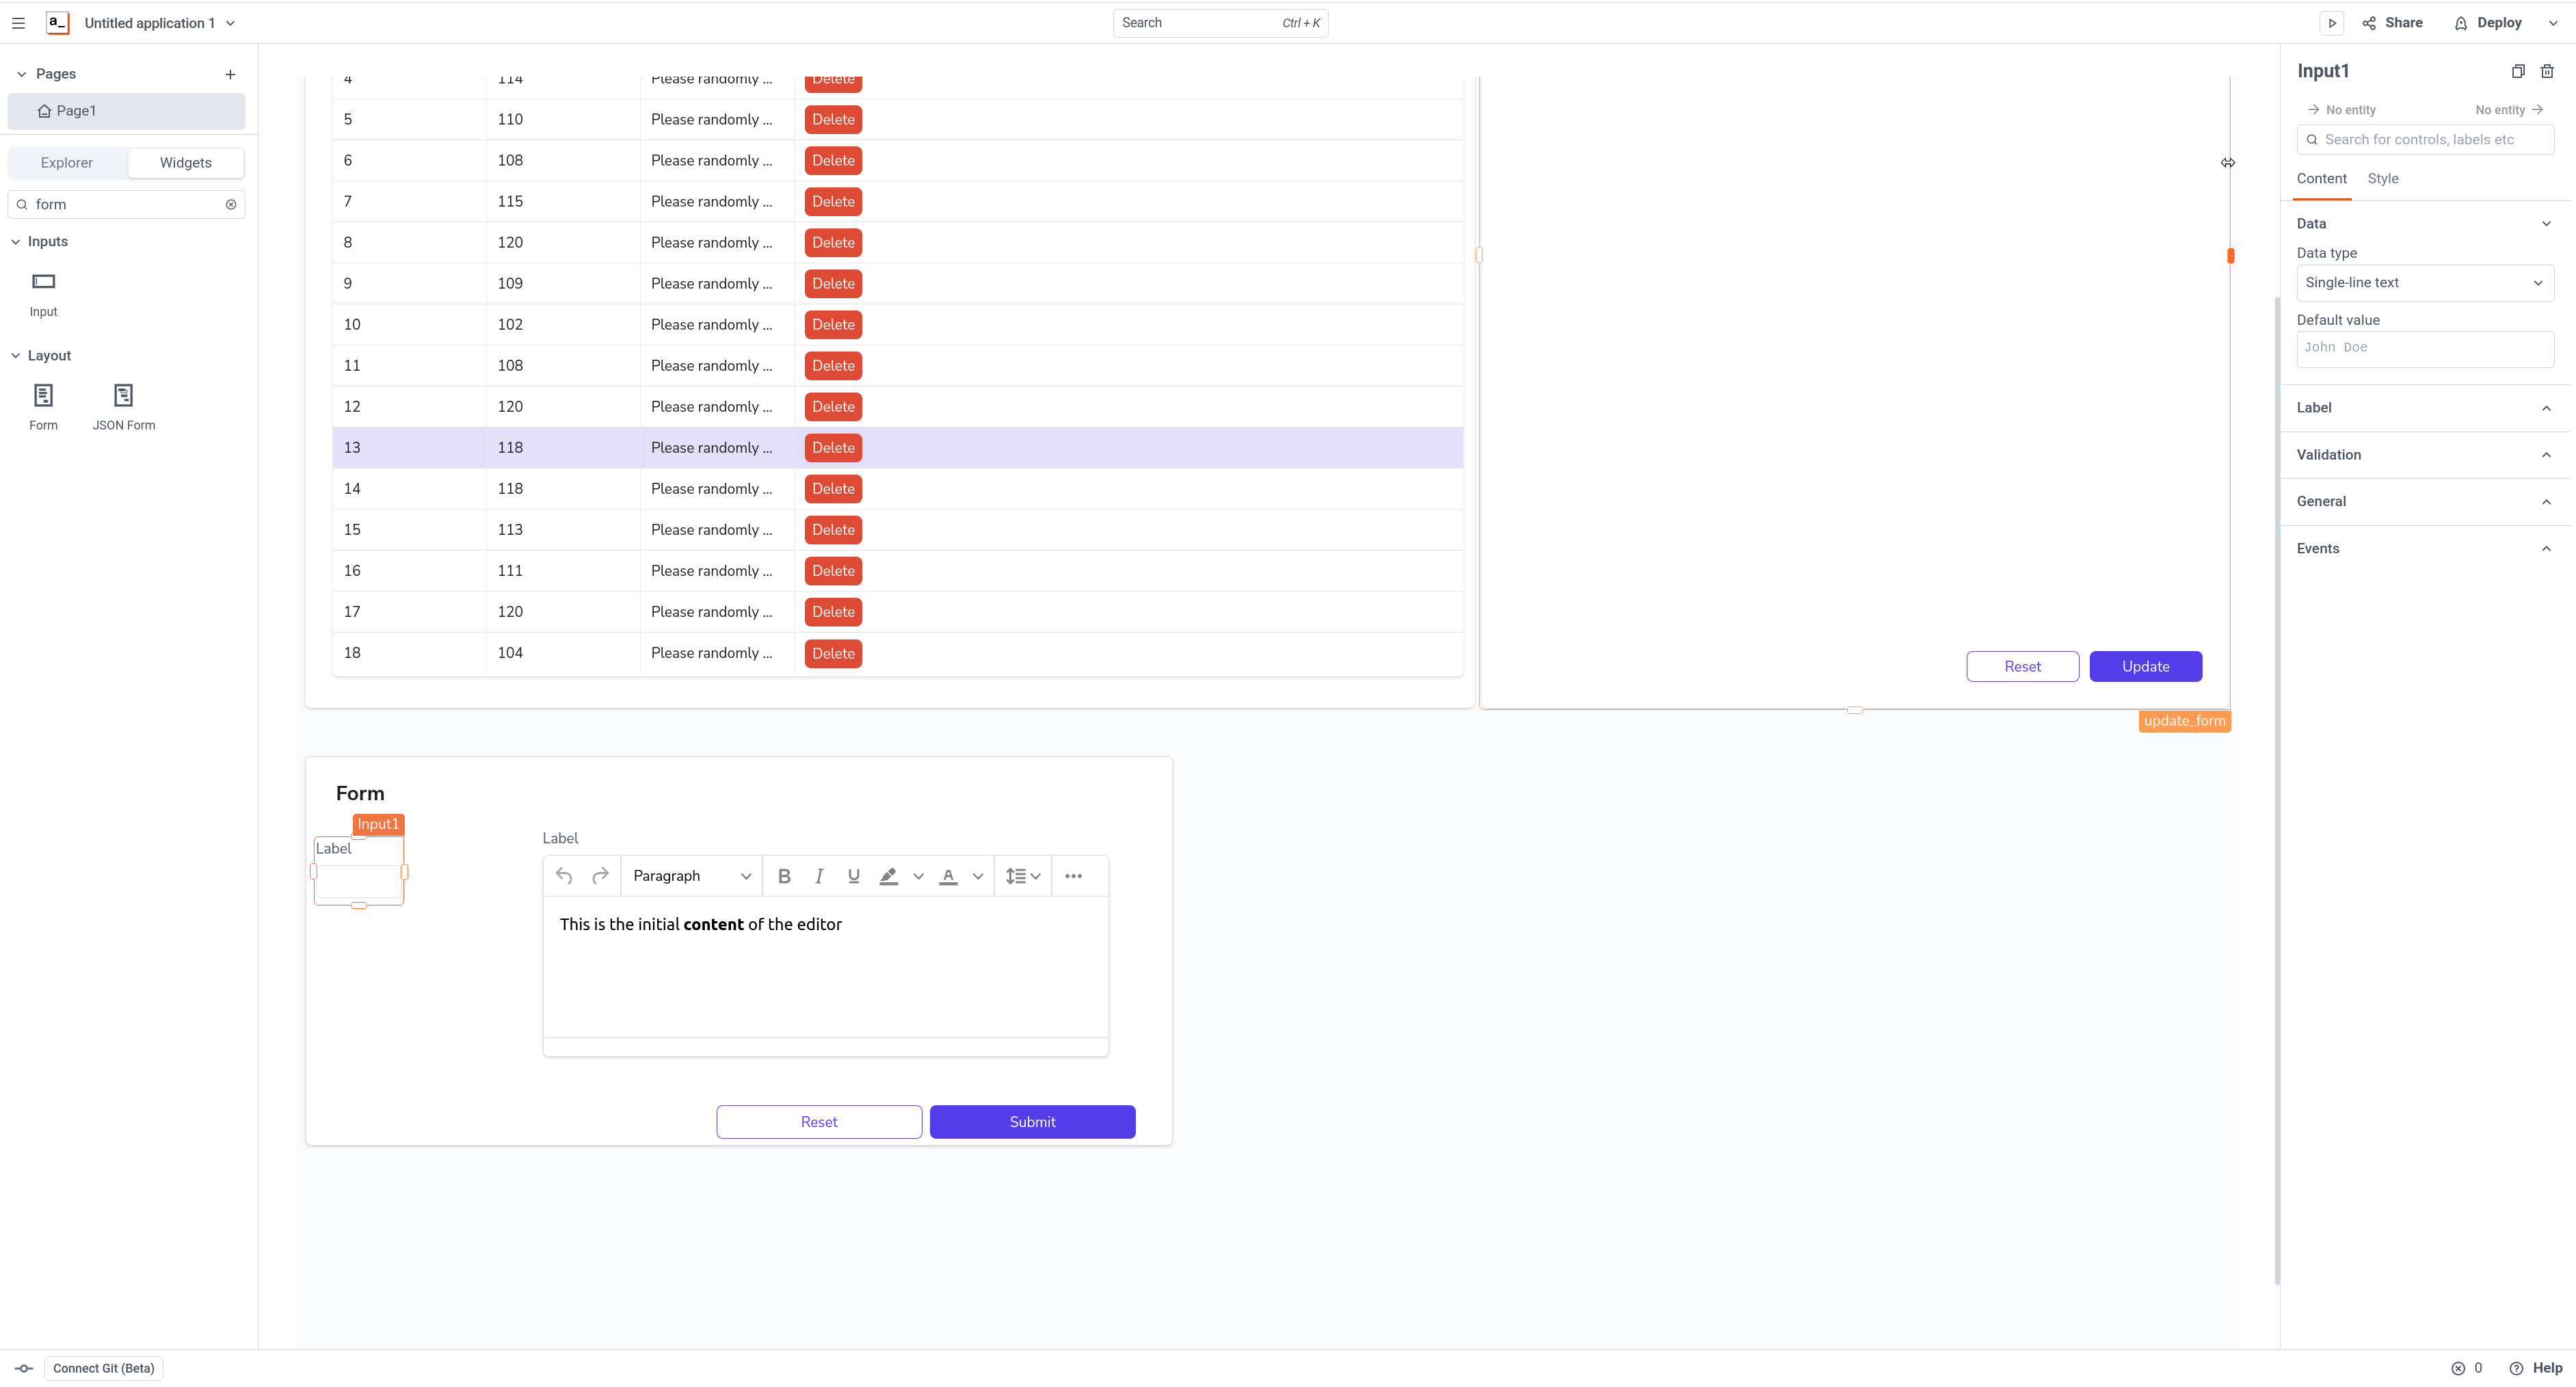 a_ Untitled application 1 Search Ctrl + K Share Deploy
Pages
Page1
Explorer Widgets
form
Inputs
Input
Layout
Form JSON Form
4 114 Please randomly ... Delete
5 110 Please randomly ... Delete
6 108 Please randomly ... Delete
7 115 Please randomly ... Delete
8 120 Please randomly ... Delete
9 109 Please randomly ... Delete
10 102 Please randomly ... Delete
11 108 Please randomly ... Delete
12 120 Please randomly ... Delete
13 118 Please randomly ... Delete
14 118 Please randomly ... Delete
15 113 Please randomly ... Delete
16 111 Please randomly ... Delete
17 120 Please randomly ... Delete
18 104 Please randomly ... Delete
Reset Update
update_form
Form
Input1
Label
Label
Paragraph B I U A
This is the initial content of the editor
Reset Submit
Input1
No entity No entity
Search for controls, labels etc
Content Style
Data
Data type
Single-line text
Default value
John Doe
Label
Validation
General
Events
Connect Git (Beta) 0 Help